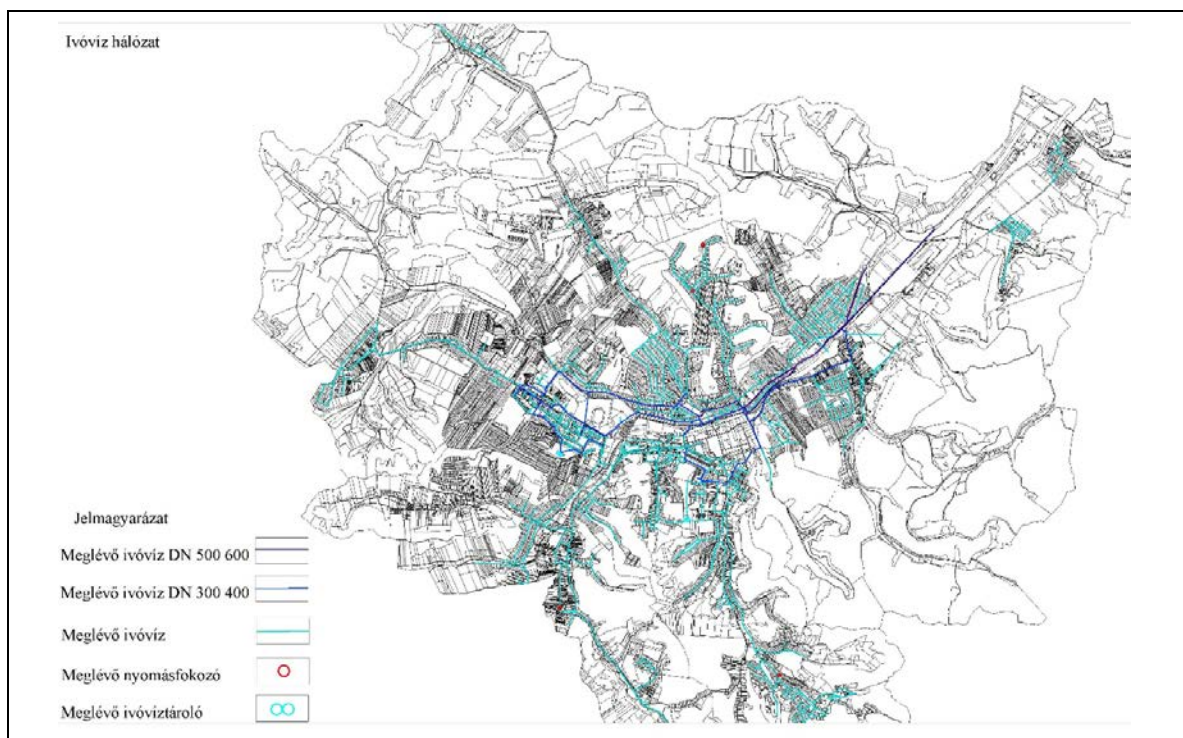 Ivóvíz hálózat
Jelmagyarázat
Meglévő ivóvíz DN 500 600
Meglévő ivóvíz DN 300 400
Meglévő ivóvíz
Meglévő nyomásfokozó
Meglévő ivóvíztároló